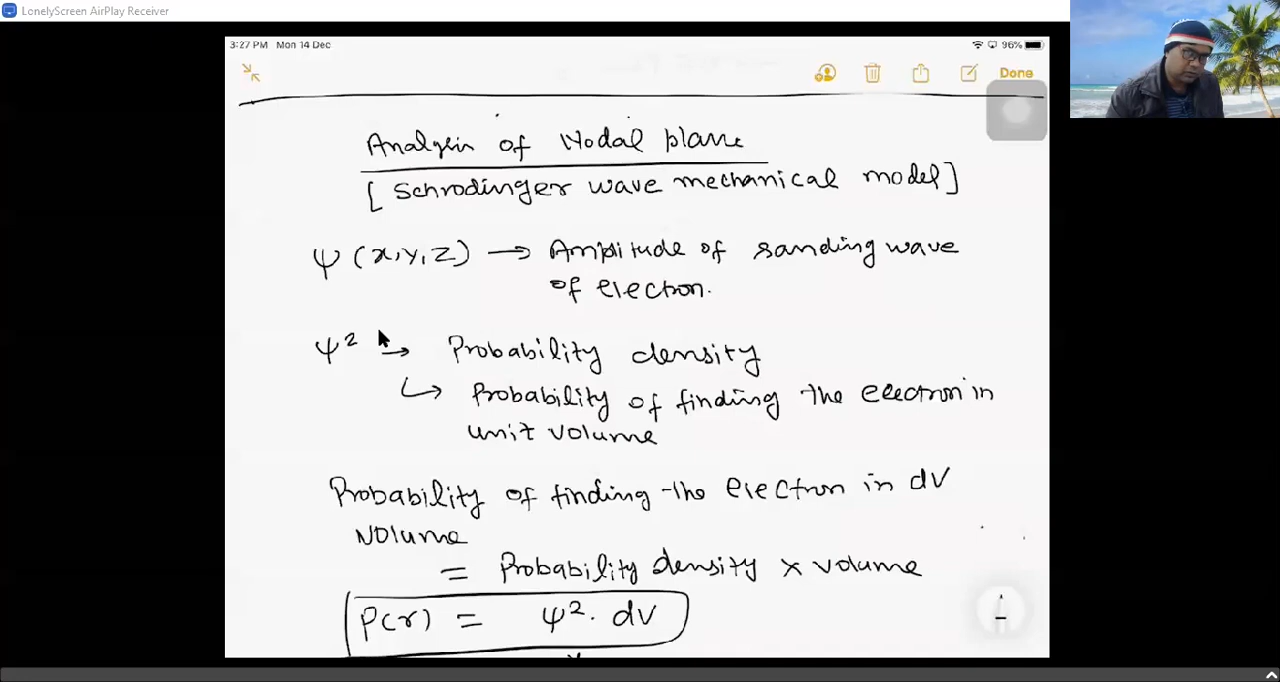 LonelyScreen AirPlay Receiver
3:27 PM Mon 14 Dec
96%
Done
Analysis of Nodal plane
[Schrodinger wave mechanical model]
Ψ (x,y,z) → Amplitude of sanding wave
of electron.
Ψ² → Probability density
↳ Probability of finding the electron in
unit volume
Probability of finding the electron in dV
volume
= Probability density × volume
P(r) = Ψ². dV